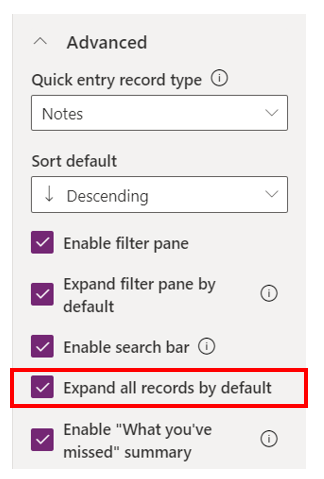 Advanced
Quick entry record type
Notes
Sort default
Descending
Enable filter pane
Expand filter pane by
default
Enable search bar
Expand all records by default
Enable "What you've
missed" summary